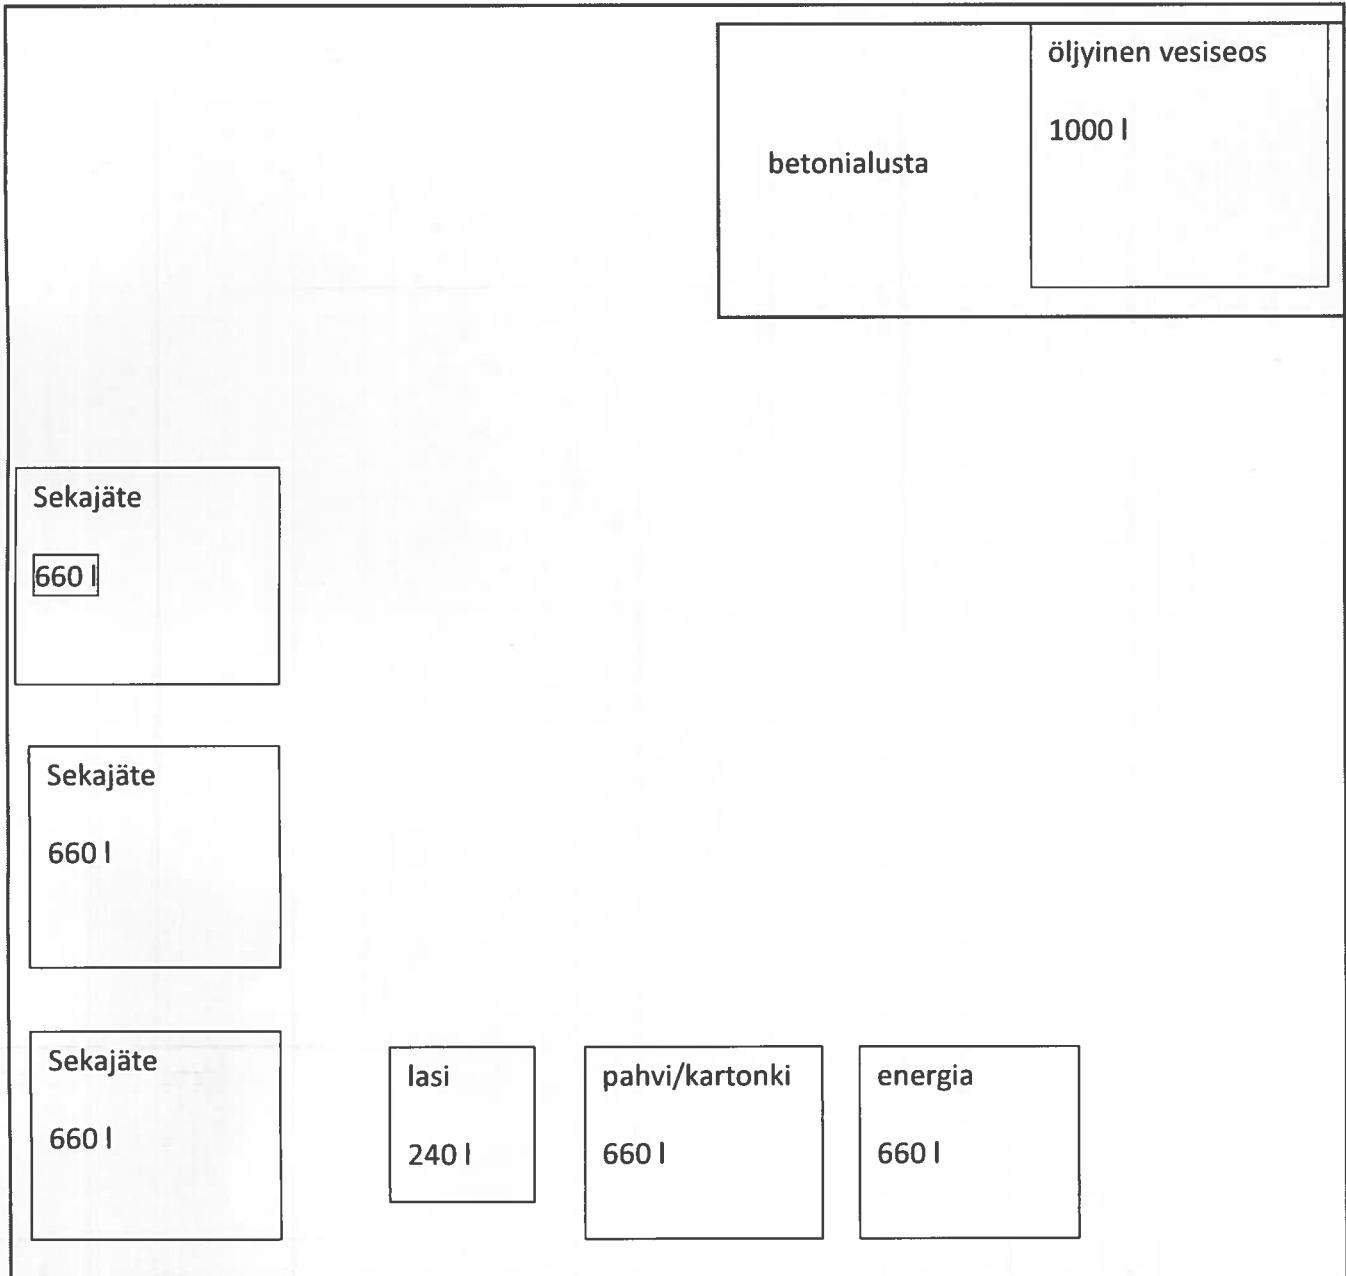 öljyinen vesiseos
1000 l
betonialusta
Sekajäte
660 l
Sekajäte
660 l
Sekajäte
660 l
lasi
240 l
pahvi/kartonki
660 l
energia
660 l